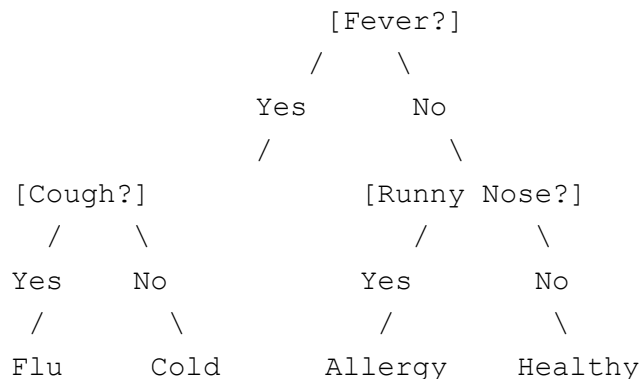 [Fever?]
/ \
Yes No
/ \
[Cough?] [Runny Nose?]
/ \ / \
Yes No Yes No
/ \ / \
Flu Cold Allergy Healthy